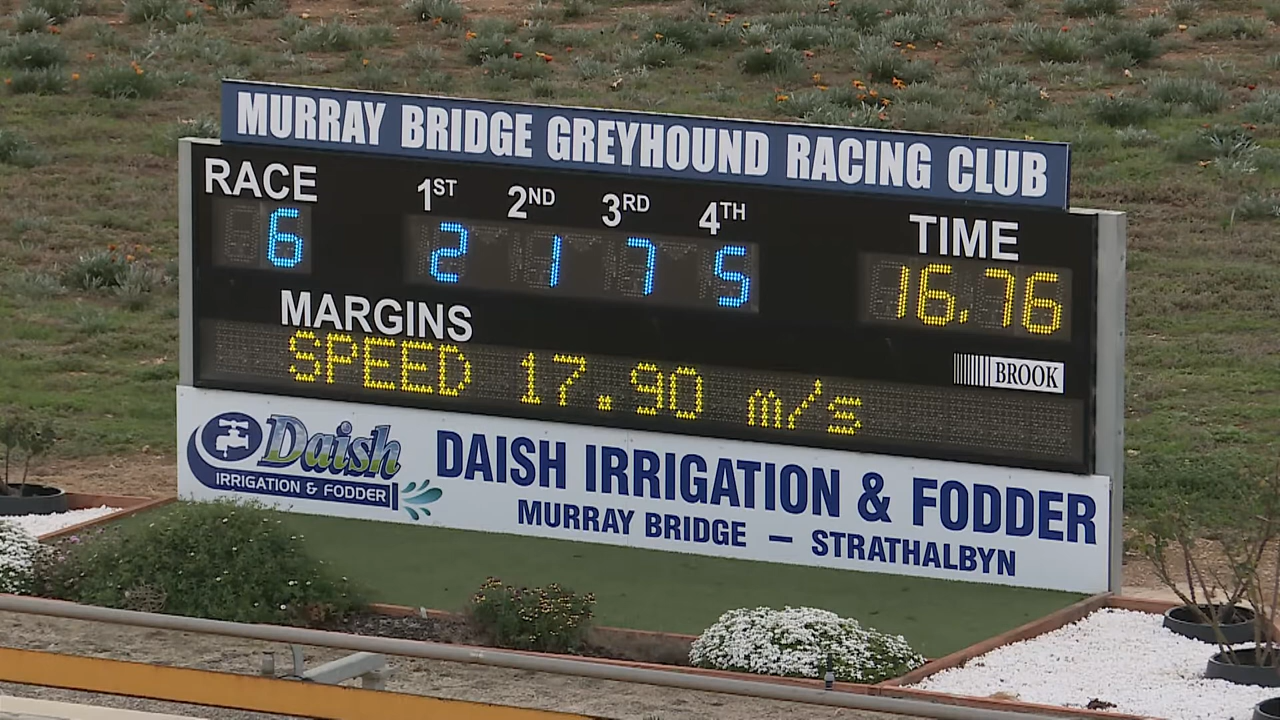 MURRAY BRIDGE GREYHOUND RACING CLUB
RACE 1ST 2ND 3RD 4TH TIME
6 2 1 7 5 16.76
MARGINS
SPEED 17.90 m/s
BROOK
Daish
IRRIGATION & FODDER
DAISH IRRIGATION & FODDER
MURRAY BRIDGE – STRATHALBYN